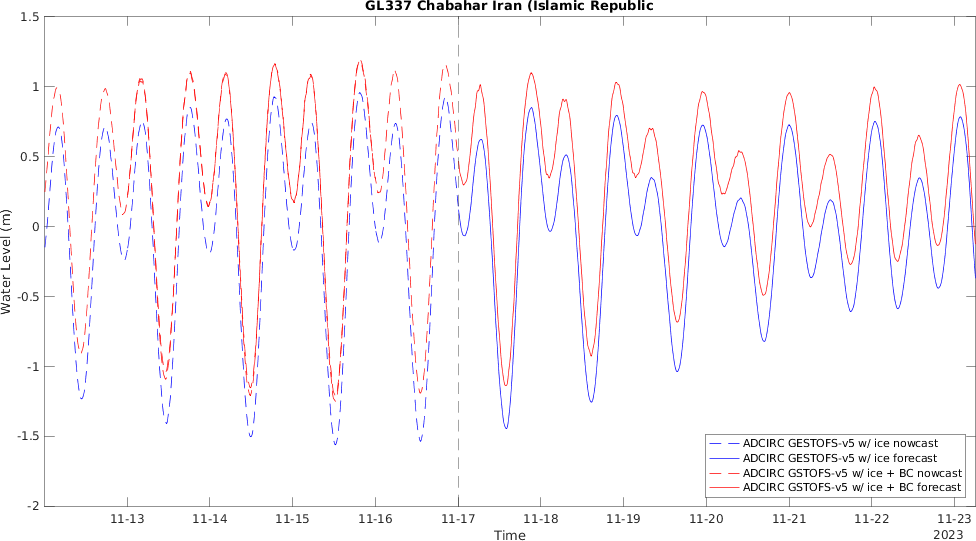 GL337 Chabahar Iran (Islamic Republic
1.5
1
0.5
0
-0.5
-1
-1.5
-2
Water Level (m)
ADCIRC GESTOFS-v5 w/ ice nowcast
ADCIRC GESTOFS-v5 w/ ice forecast
ADCIRC GSTOFS-v5 w/ ice + BC nowcast
ADCIRC GSTOFS-v5 w/ ice + BC forecast
11-13 11-14 11-15 11-16 11-17 11-18 11-19 11-20 11-21 11-22 11-23
Time 2023